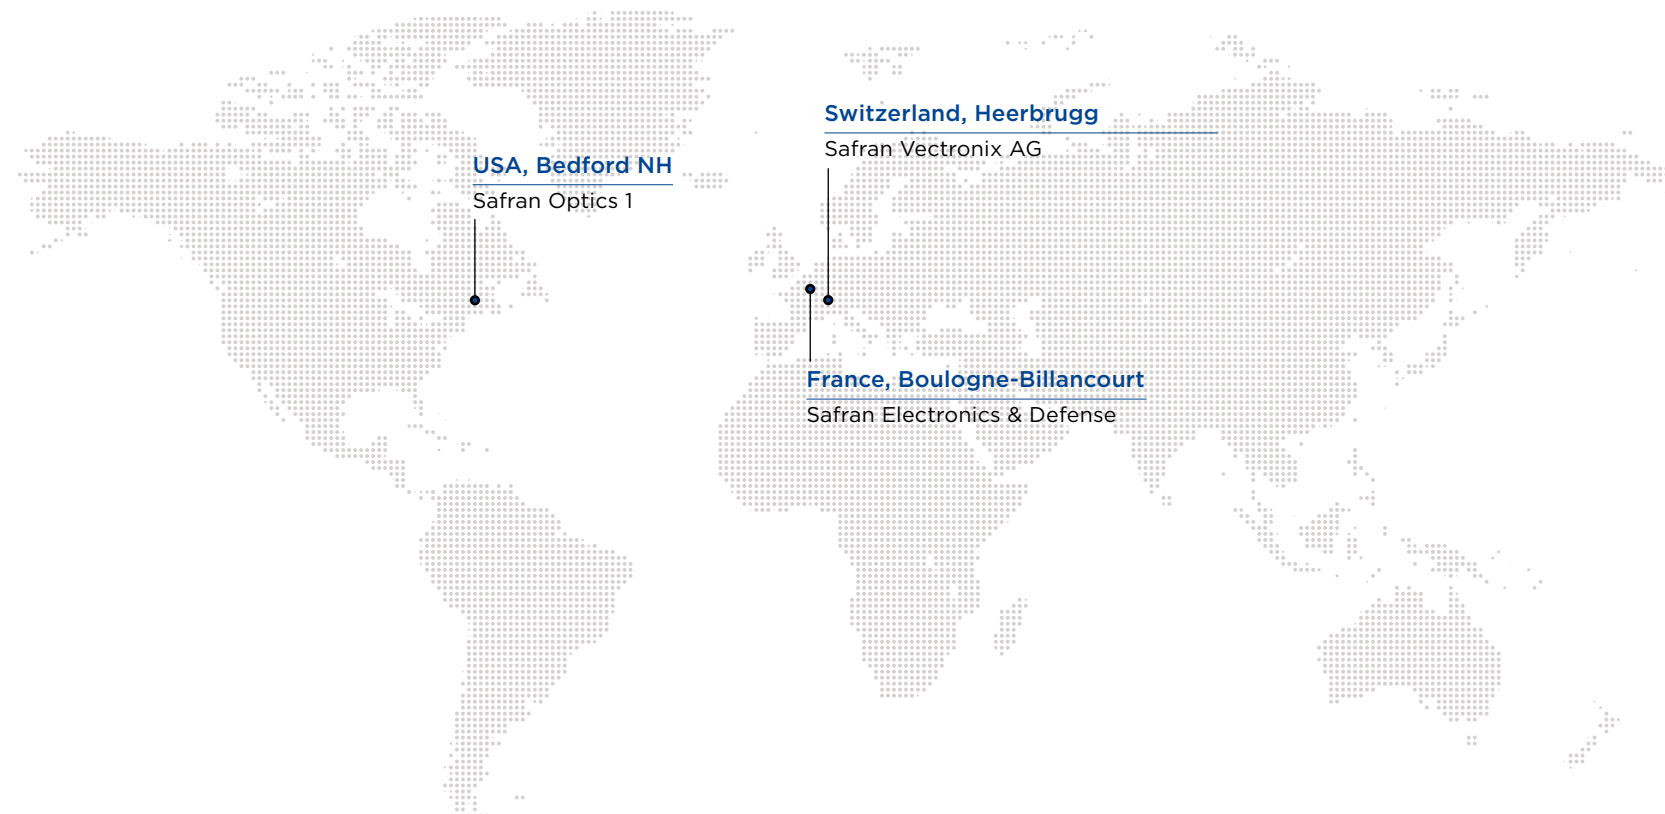 Switzerland, Heerbrugg
Safran Vectronix AG
USA, Bedford NH
Safran Optics 1
France, Boulogne-Billancourt
Safran Electronics & Defense